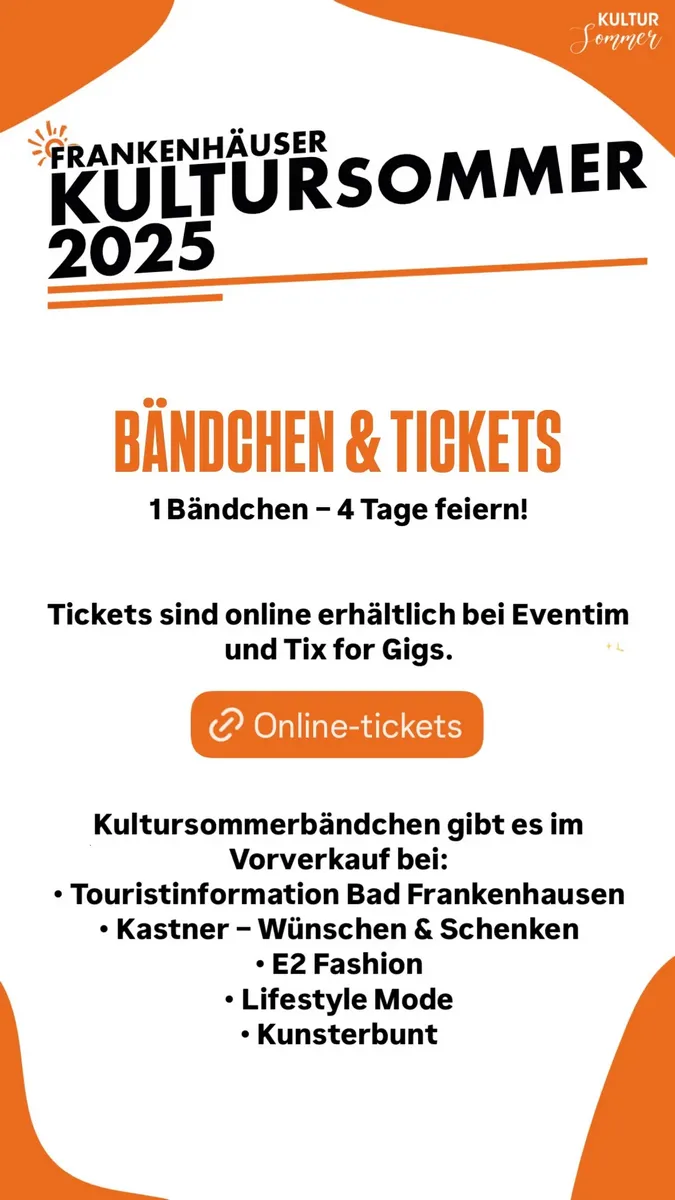 KULTUR
Sommer
FRANKENHÄUSER
KULTURSOMMER
2025
BÄNDCHEN & TICKETS
1 Bändchen – 4 Tage feiern!
Tickets sind online erhältlich bei Eventim
und Tix for Gigs.
Online-tickets
Kultursommerbändchen gibt es im
Vorverkauf bei:
• Touristinformation Bad Frankenhausen
• Kastner – Wünschen & Schenken
• E2 Fashion
• Lifestyle Mode
• Kunsterbunt